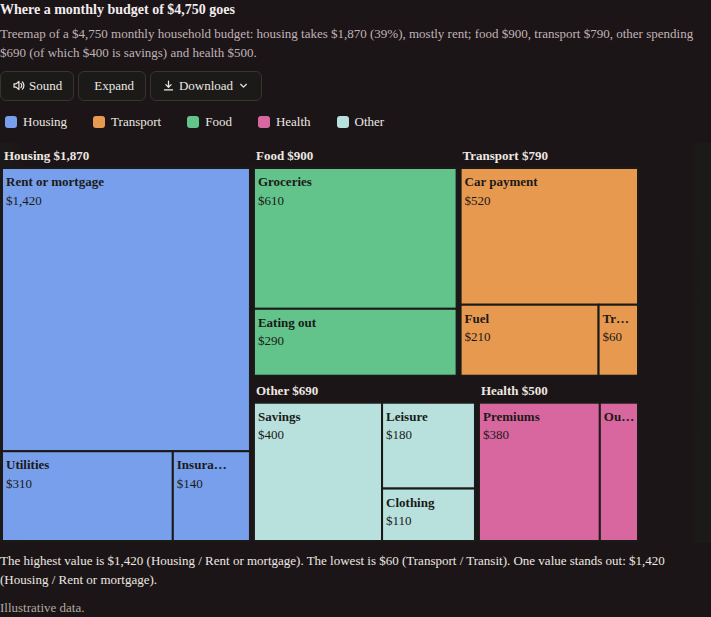 Where a monthly budget of $4,750 goes
Treemap of a $4,750 monthly household budget: housing takes $1,870 (39%), mostly rent; food $900, transport $790, other spending
$690 (of which $400 is savings) and health $500.
Sound
Expand
Download
Housing
Transport
Food
Health
Other
Housing $1,870
Rent or mortgage
$1,420
Utilities
$310
Insura…
$140
Food $900
Groceries
$610
Eating out
$290
Transport $790
Car payment
$520
Fuel
$210
Tr…
$60
Other $690
Savings
$400
Leisure
$180
Clothing
$110
Health $500
Premiums
$380
Ou…
The highest value is $1,420 (Housing / Rent or mortgage). The lowest is $60 (Transport / Transit). One value stands out: $1,420
(Housing / Rent or mortgage).
Illustrative data.